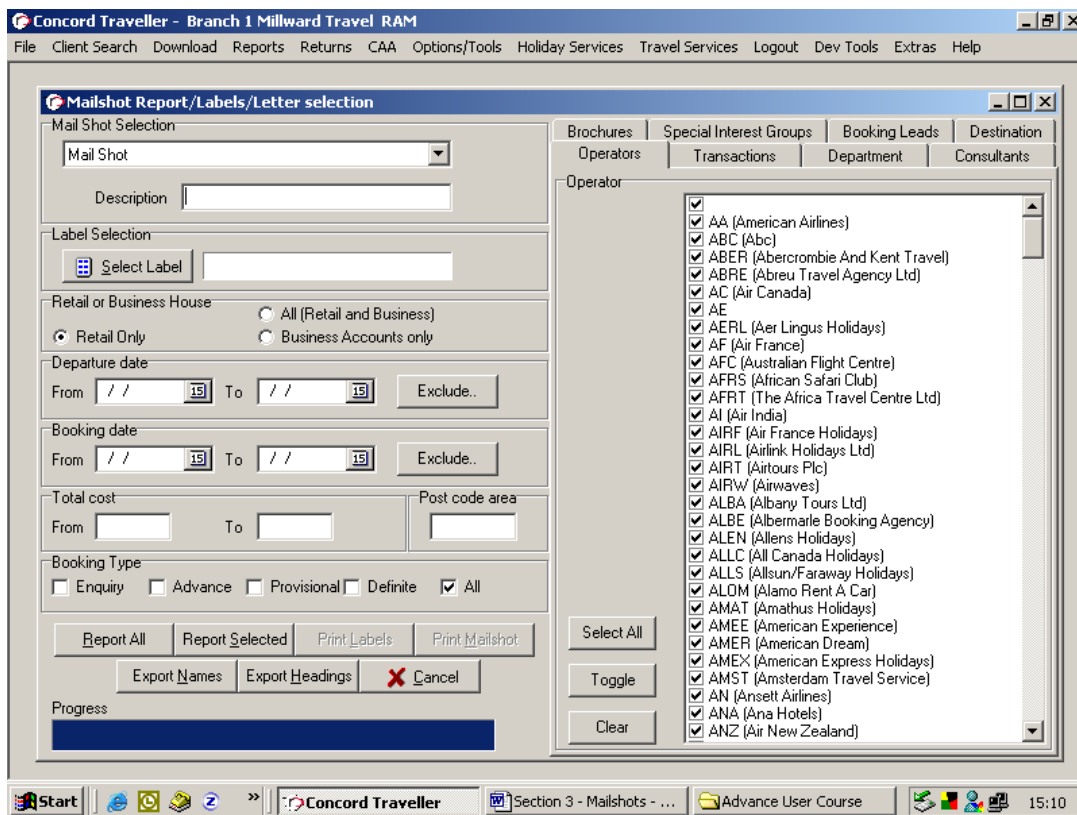 Concord Traveller - Branch 1 Millward Travel RAM
File Client Search Download Reports Returns CAA Options/Tools Holiday Services Travel Services Logout Dev Tools Extras Help
Mailshot Report/Labels/Letter selection
Mail Shot Selection
Mail Shot
Description
Label Selection
Select Label
Retail or Business House
All (Retail and Business)
Retail Only
Business Accounts only
Departure date
From / / 15 To / / 15 Exclude..
Booking date
From / / 15 To / / 15 Exclude..
Total cost
Post code area
From To
Booking Type
Enquiry Advance Provisional Definite All
Report All Report Selected Print Labels Print Mailshot
Export Names Export Headings Cancel
Progress
Brochures Special Interest Groups Booking Leads Destination
Operators Transactions Department Consultants
Operator
AA (American Airlines)
ABC (Abc)
ABER (Abercrombie And Kent Travel)
ABRE (Abreu Travel Agency Ltd)
AC (Air Canada)
AE
AERL (Aer Lingus Holidays)
AF (Air France)
AFC (Australian Flight Centre)
AFRS (African Safari Club)
AFRT (The Africa Travel Centre Ltd)
AI (Air India)
AIRF (Air France Holidays)
AIRL (Airlink Holidays Ltd)
AIRT (Airtours Plc)
AIRW (Airwaves)
ALBA (Albany Tours Ltd)
ALBE (Albermarle Booking Agency)
ALEN (Allens Holidays)
ALLC (All Canada Holidays)
ALLS (Allsun/Faraway Holidays)
ALOM (Alamo Rent A Car)
AMAT (Amathus Holidays)
AMEE (American Experience)
AMER (American Dream)
AMEX (American Express Holidays)
AMST (Amsterdam Travel Service)
AN (Ansett Airlines)
ANA (Ana Hotels)
ANZ (Air New Zealand)
Select All
Toggle
Clear
Start » Concord Traveller Section 3 - Mailshots - ... Advance User Course 15:10